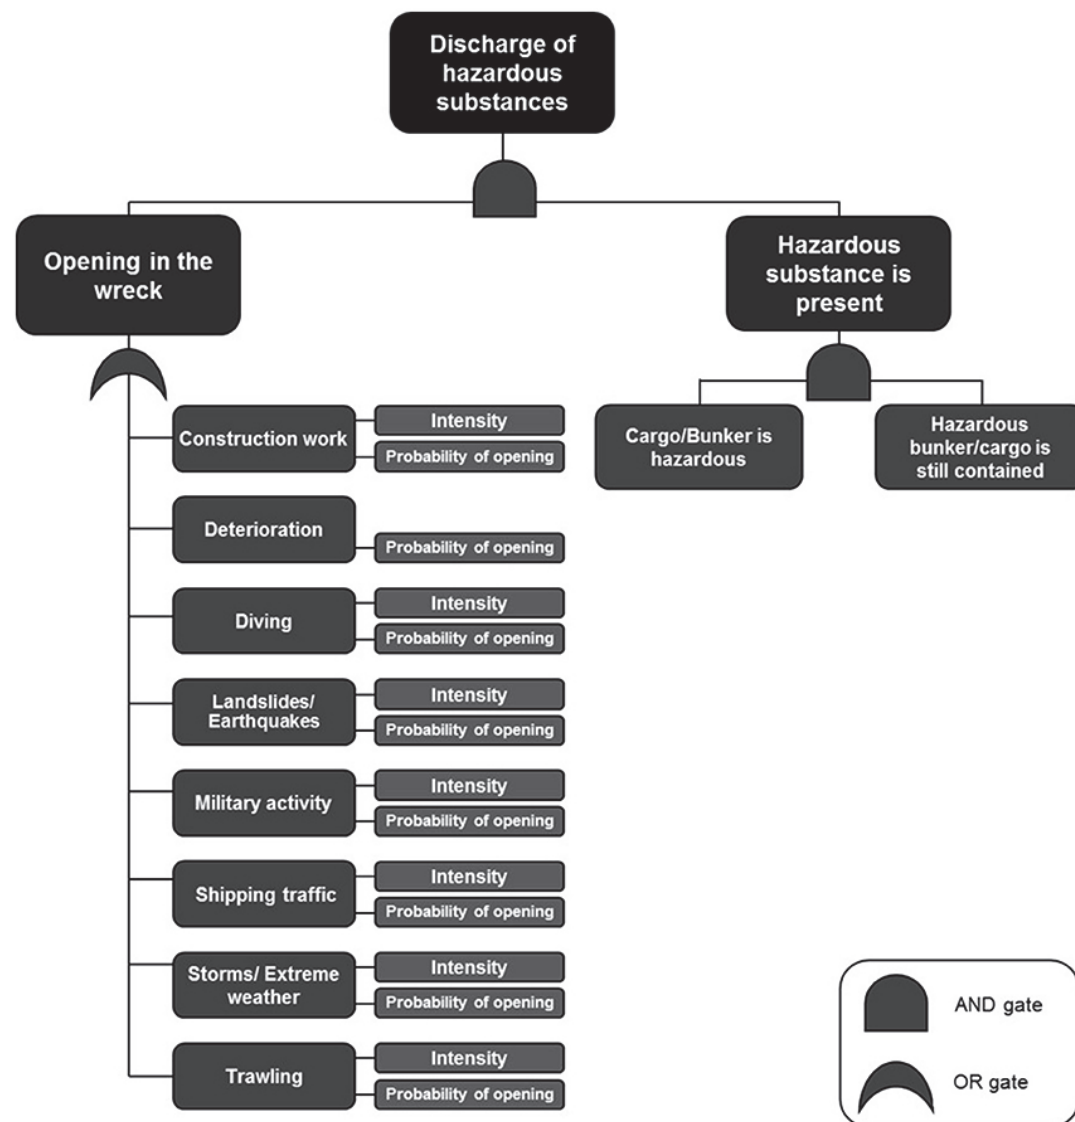 Discharge of
hazardous
substances
Opening in the
wreck
Hazardous
substance is
present
Construction work
Intensity
Probability of opening
Cargo/Bunker is
hazardous
Hazardous
bunker/cargo is
still contained
Deterioration
Probability of opening
Diving
Intensity
Probability of opening
Landslides/
Earthquakes
Intensity
Probability of opening
Military activity
Intensity
Probability of opening
Shipping traffic
Intensity
Probability of opening
Storms/ Extreme
weather
Intensity
Probability of opening
Trawling
Intensity
Probability of opening
AND gate
OR gate